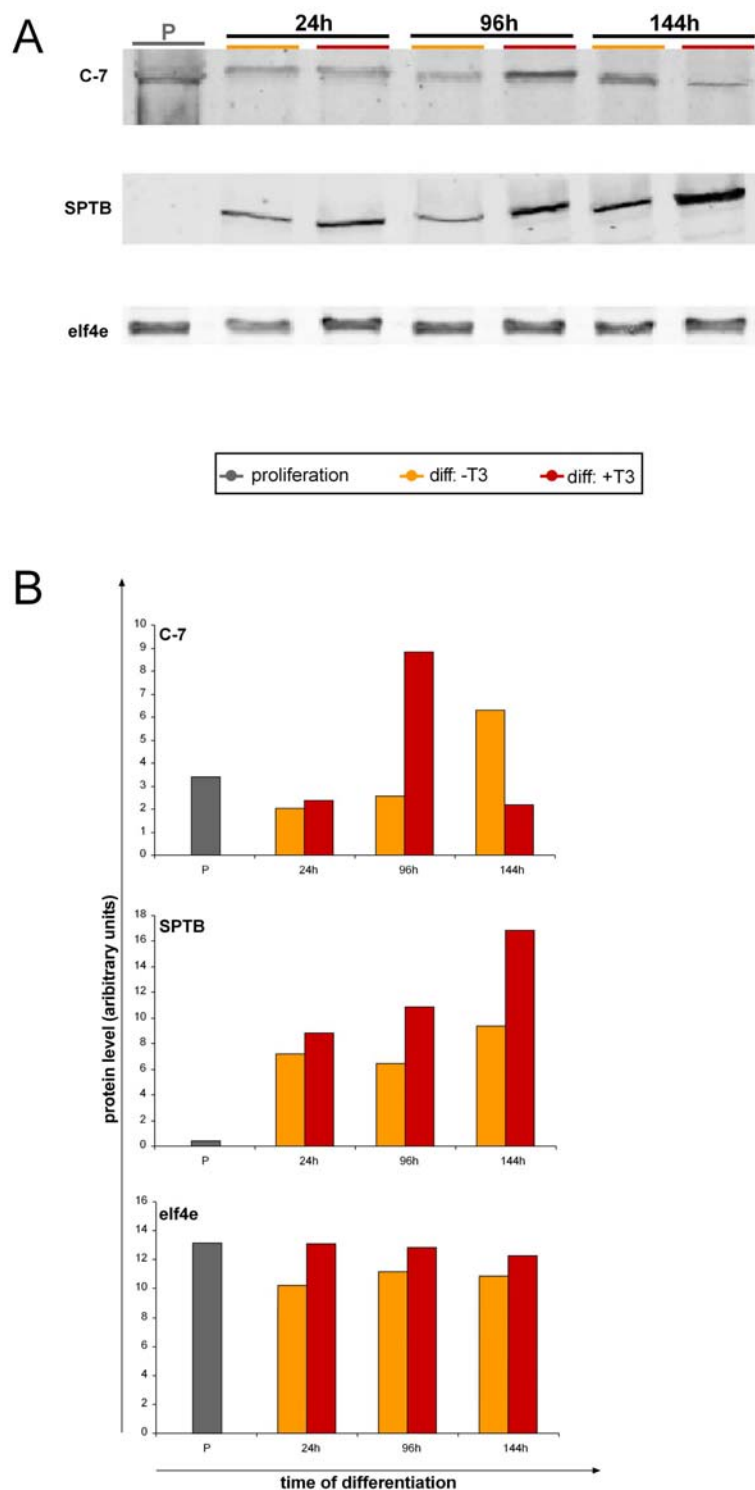 A
P
24h
96h
144h
C-7
SPTB
elf4e
proliferation
diff: -T3
diff: +T3
B
protein level (aribitrary units)
C-7
10
9
8
7
6
5
4
3
2
1
0
P
24h
96h
144h
SPTB
18
16
14
12
10
8
6
4
2
0
P
24h
96h
144h
elf4e
16
14
12
10
8
6
4
2
0
P
24h
96h
144h
time of differentiation